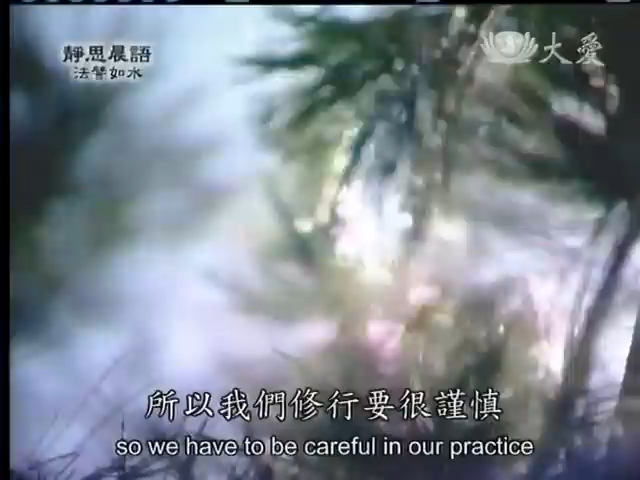 靜思晨語
法譬如水
大愛
所以我們修行要很謹慎
so we have to be careful in our practice